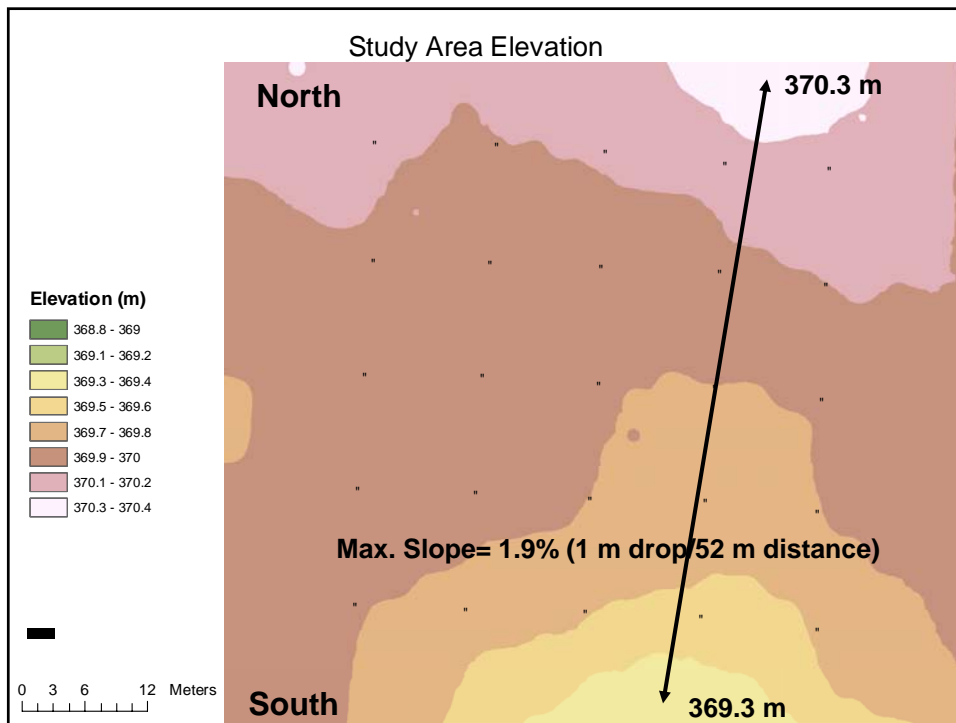 Study Area Elevation
North
370.3 m
Elevation (m)
368.8 - 369
369.1 - 369.2
369.3 - 369.4
369.5 - 369.6
369.7 - 369.8
369.9 - 370
370.1 - 370.2
370.3 - 370.4
Max. Slope= 1.9% (1 m drop/52 m distance)
0 3 6 12 Meters
South
369.3 m